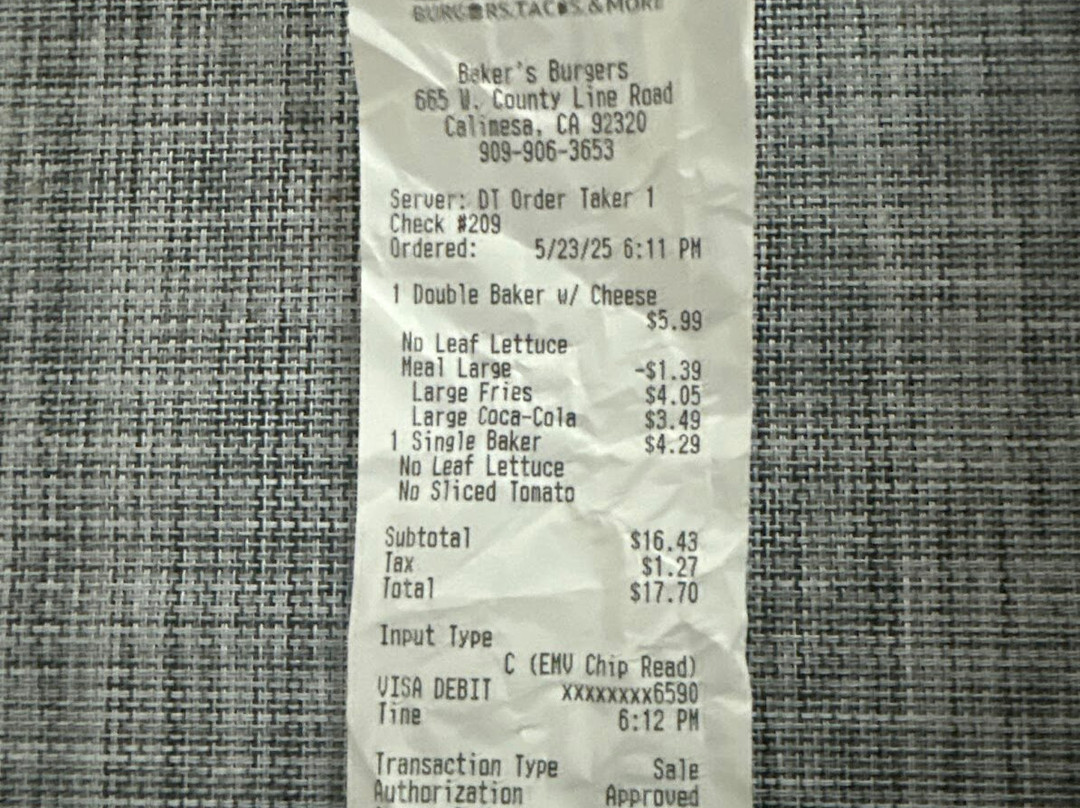 BURGERS, TACOS, & MORE
Baker's Burgers
665 W. County Line Road
Calimesa, CA 92320
909-906-3653
Server: DT Order Taker 1
Check #209
Ordered: 5/23/25 6:11 PM
1 Double Baker w/ Cheese
$5.99
No Leaf Lettuce
Meal Large -$1.39
Large Fries $4.05
Large Coca-Cola $3.49
1 Single Baker $4.29
No Leaf Lettuce
No Sliced Tomato
Subtotal $16.43
Tax $1.27
Total $17.70
Input Type
C (EMV Chip Read)
VISA DEBIT xxxxxxxx6590
Time 6:12 PM
Transaction Type Sale
Authorization Approved